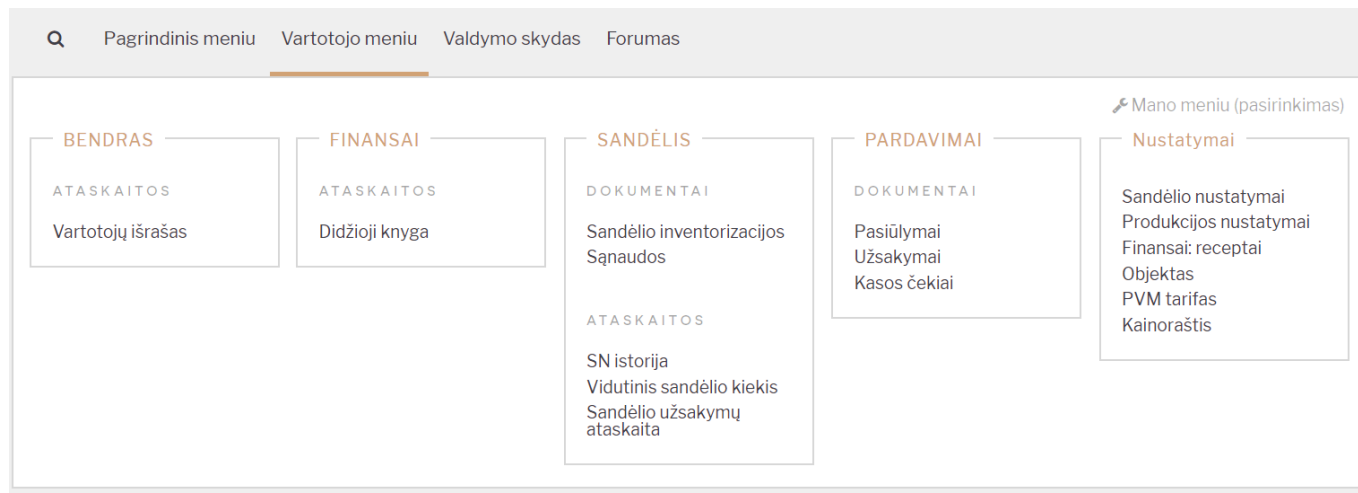 Pagrindinis meniu Vartotojo meniu Valdymo skydas Forumas
Mano meniu (pasirinkimas)
BENDRAS
ATASKAITOS
Vartotojų išrašas
FINANSAI
ATASKAITOS
Didžioji knyga
SANDĖLIS
DOKUMENTAI
Sandėlio inventorizacijos
Sąnaudos
ATASKAITOS
SN istorija
Vidutinis sandėlio kiekis
Sandėlio užsakymų
ataskaita
PARDAVIMAI
DOKUMENTAI
Pasiūlymai
Užsakymai
Kasos čekiai
Nustatymai
Sandėlio nustatymai
Produkcijos nustatymai
Finansai: receptai
Objektas
PVM tarifas
Kainoraštis